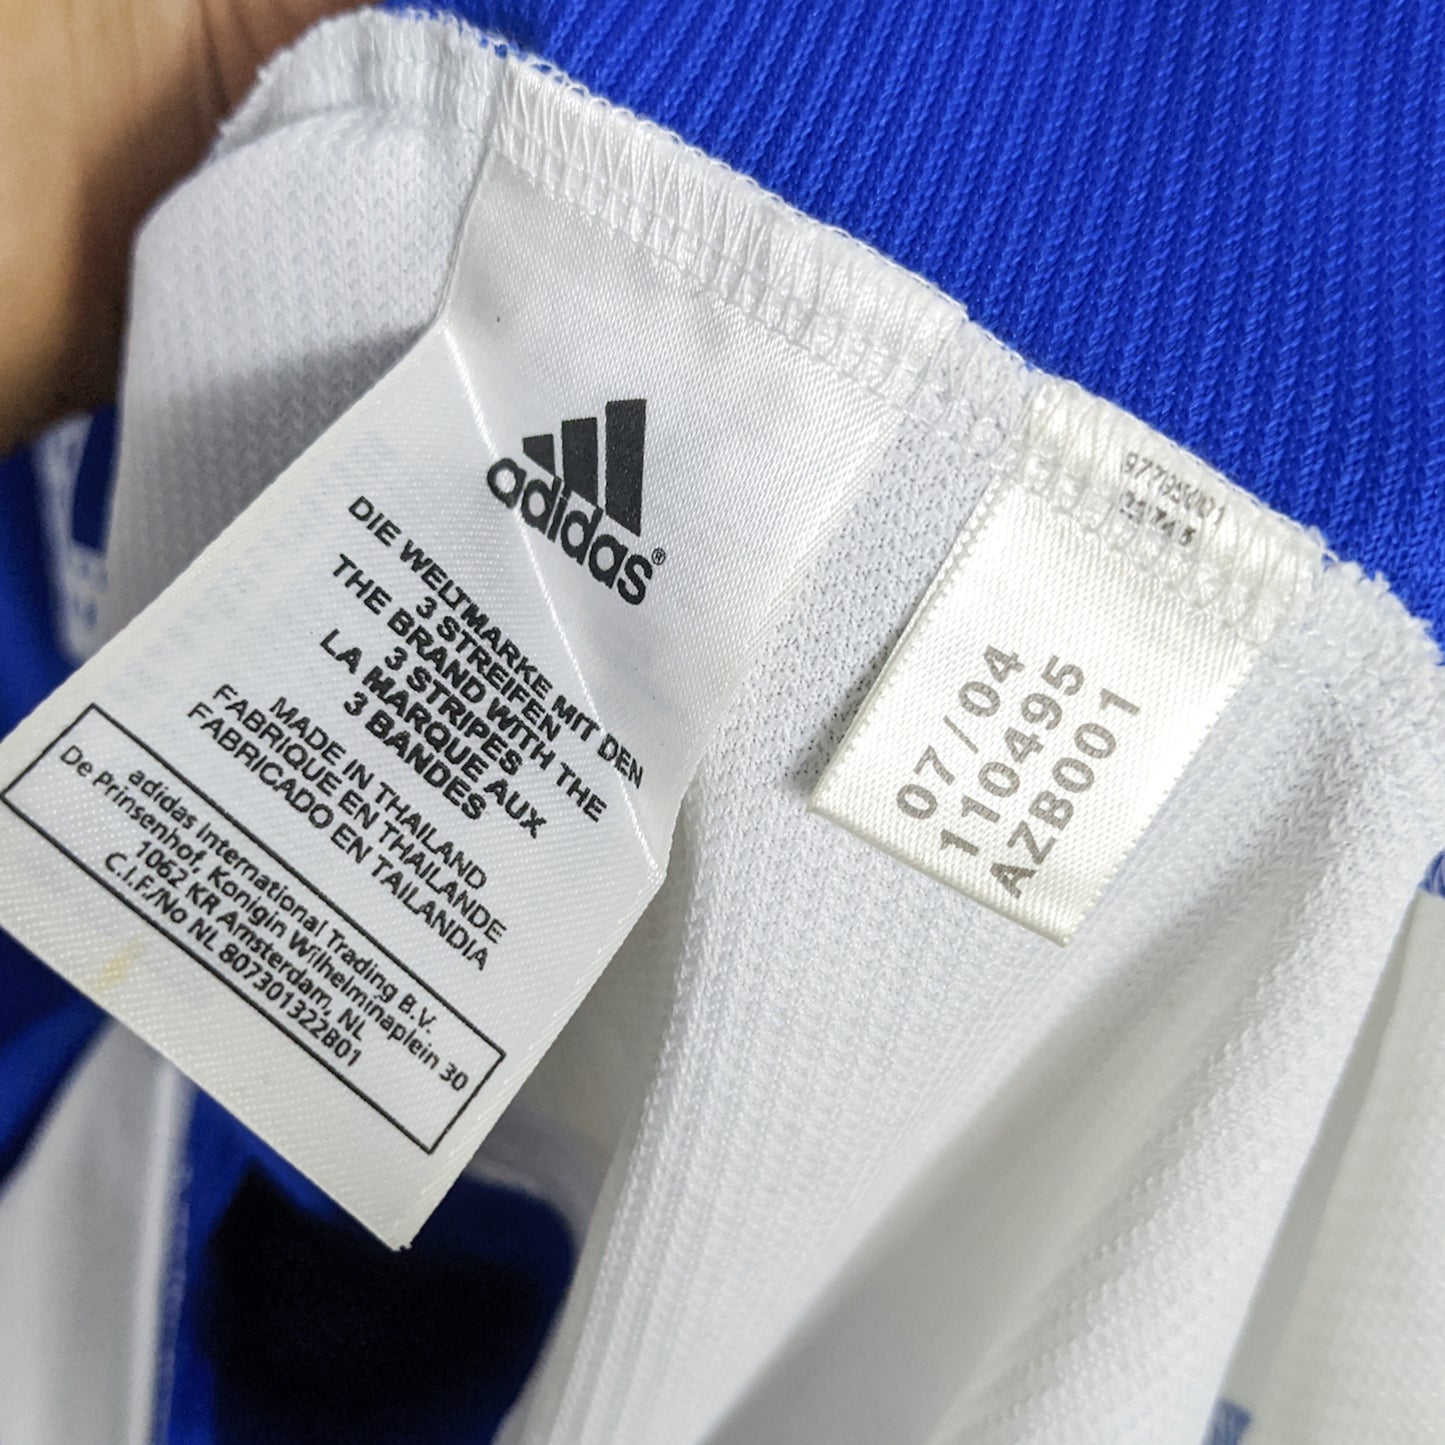 adidas®
DIE WELTMARKE MIT DEN
3 STREIFEN
THE BRAND WITH THE
3 STRIPES
LA MARQUE AUX
3 BANDES
MADE IN THAILAND
FABRIQUE EN THAILANDE
FABRICADO EN TAILANDIA
adidas International Trading B.V.
De Prinsenhof, Konigin Wilhelminaplein 30
1062 KR Amsterdam, NL
C.I.F./No NL 807301322B01
07/04
110495
AZB001